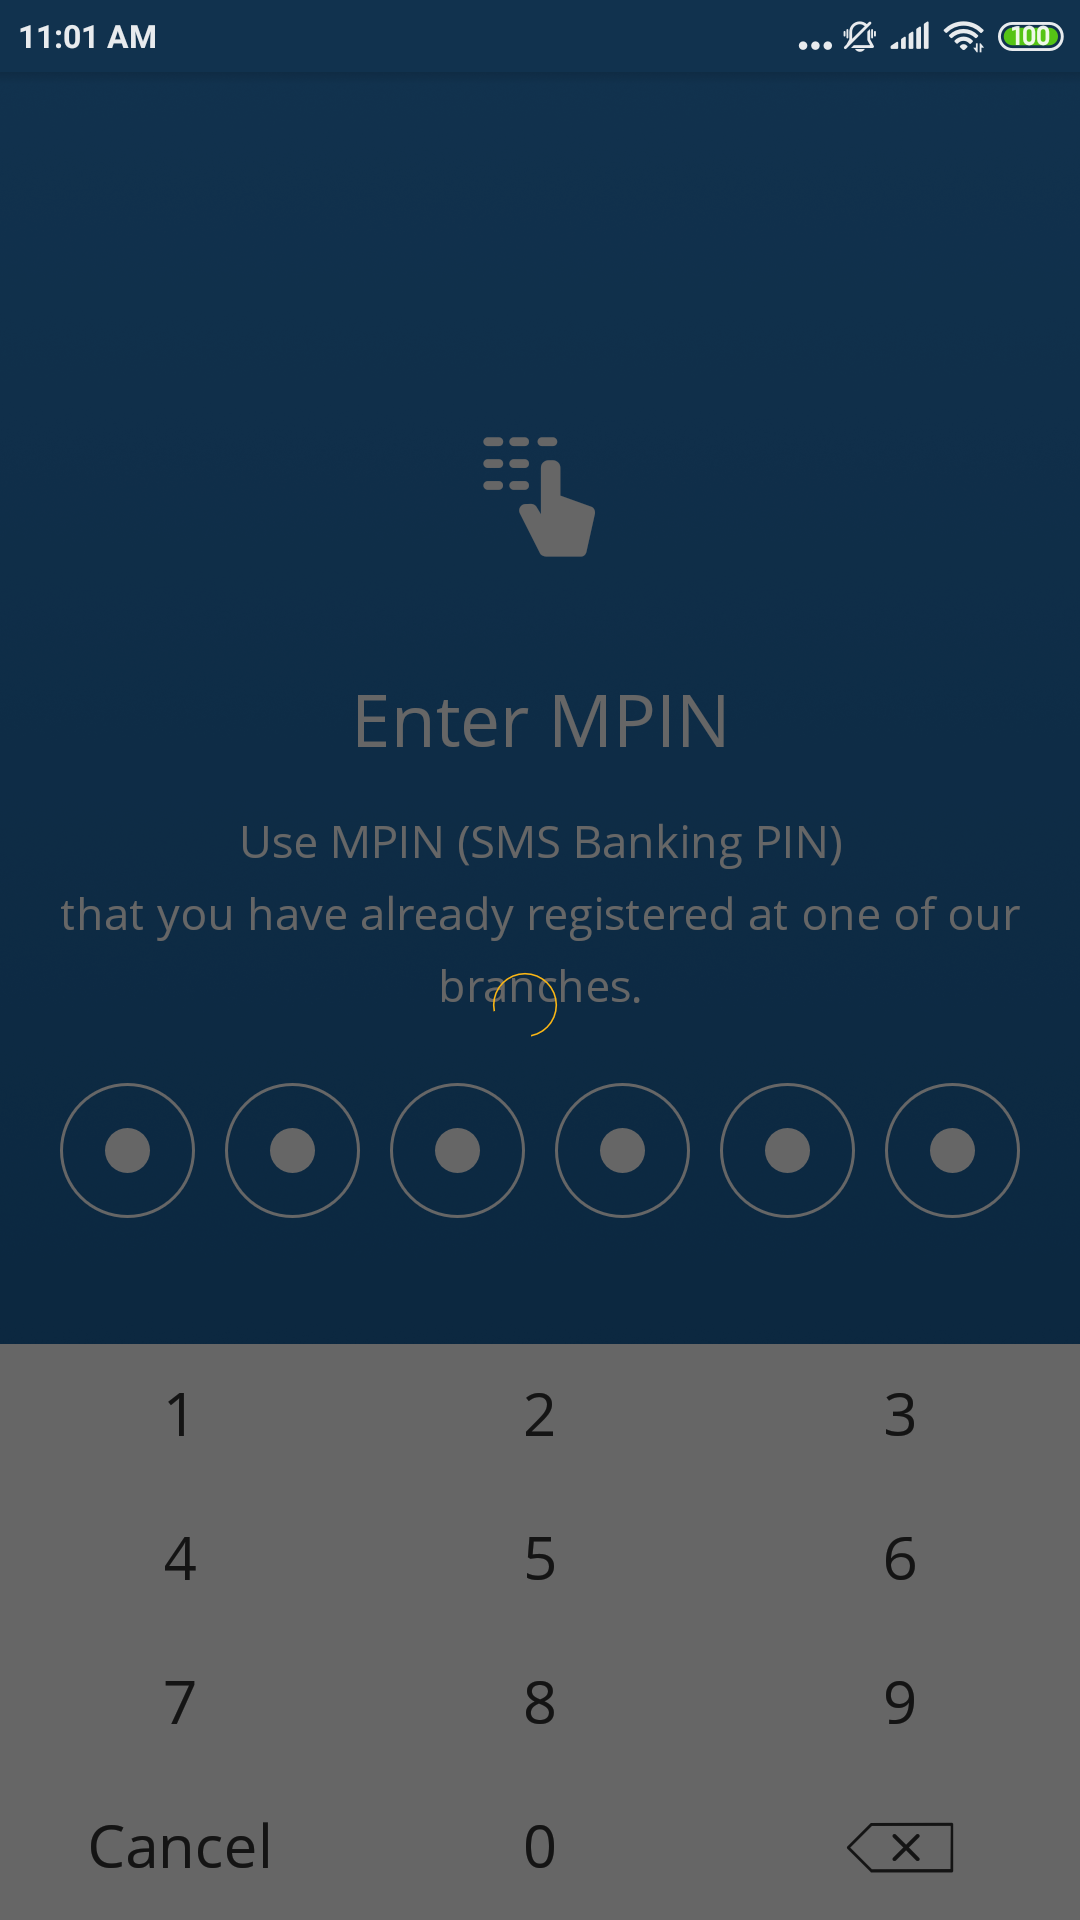 11:01 AM
100
Enter MPIN
Use MPIN (SMS Banking PIN)
that you have already registered at one of our
branches.
1 2 3
4 5 6
7 8 9
Cancel 0